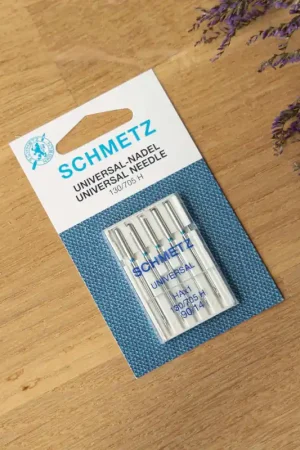 SCHMETZ
UNIVERSAL-NADEL
UNIVERSAL NEEDLE
130/705 H
SCHMETZ
UNIVERSAL
HAx1
130/705 H
90/14